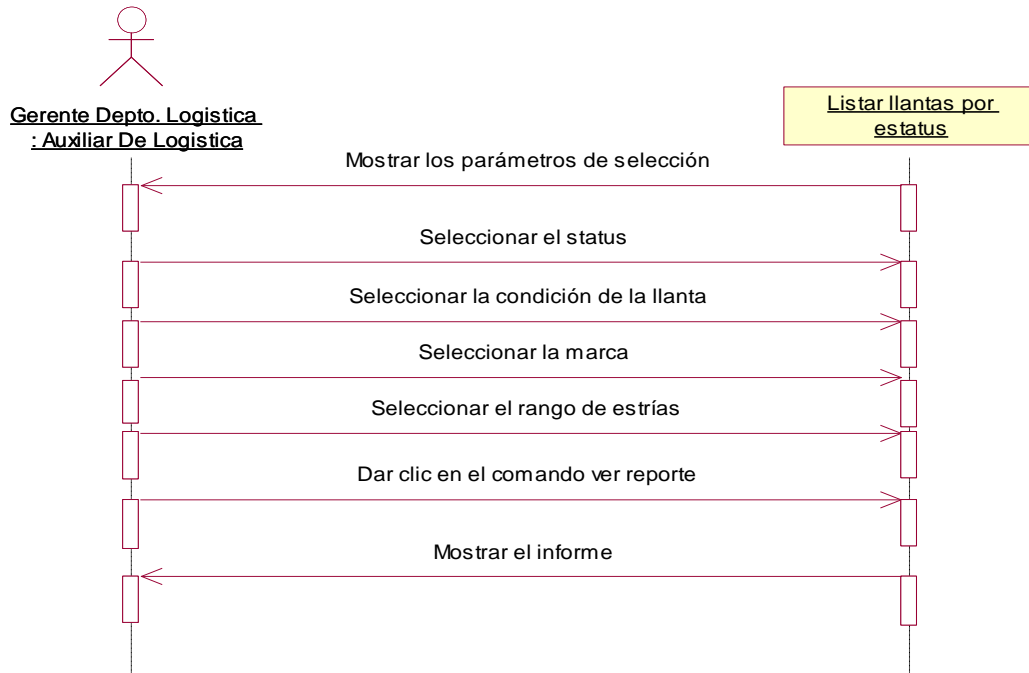 Gerente Depto. Logistica
: Auxiliar De Logistica
Listar llantas por
estatus
Mostrar los parámetros de selección
Seleccionar el status
Seleccionar la condición de la llanta
Seleccionar la marca
Seleccionar el rango de estrías
Dar clic en el comando ver reporte
Mostrar el informe